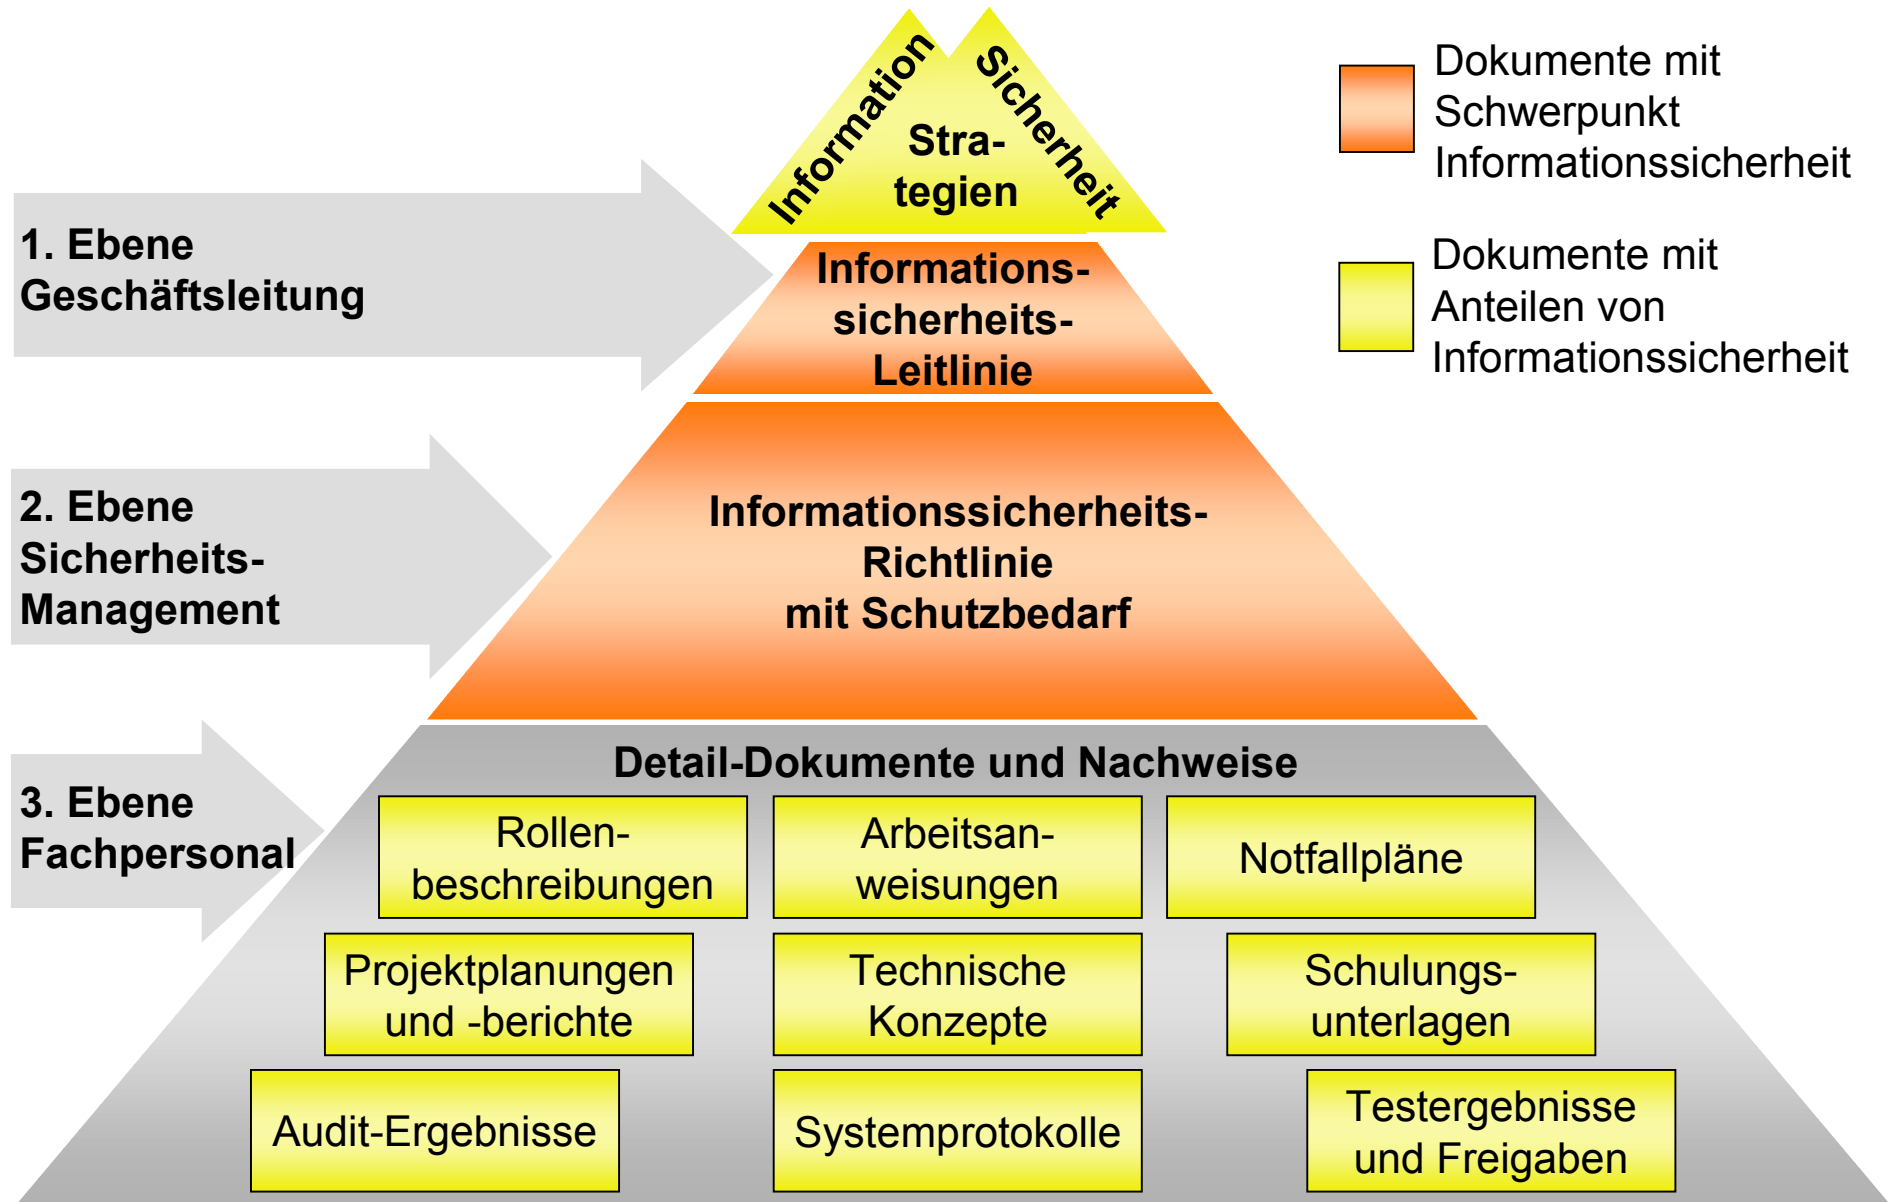 Information
Sicherheit
Stra-
tegien
Dokumente mit
Schwerpunkt
Informationssicherheit
Dokumente mit
Anteilen von
Informationssicherheit
1. Ebene
Geschäftsleitung
Informations-
sicherheits-
Leitlinie
2. Ebene
Sicherheits-
Management
Informationssicherheits-
Richtlinie
mit Schutzbedarf
3. Ebene
Fachpersonal
Detail-Dokumente und Nachweise
Rollen-
beschreibungen
Arbeitsan-
weisungen
Notfallpläne
Projektplanungen
und -berichte
Technische
Konzepte
Schulungs-
unterlagen
Audit-Ergebnisse
Systemprotokolle
Testergebnisse
und Freigaben